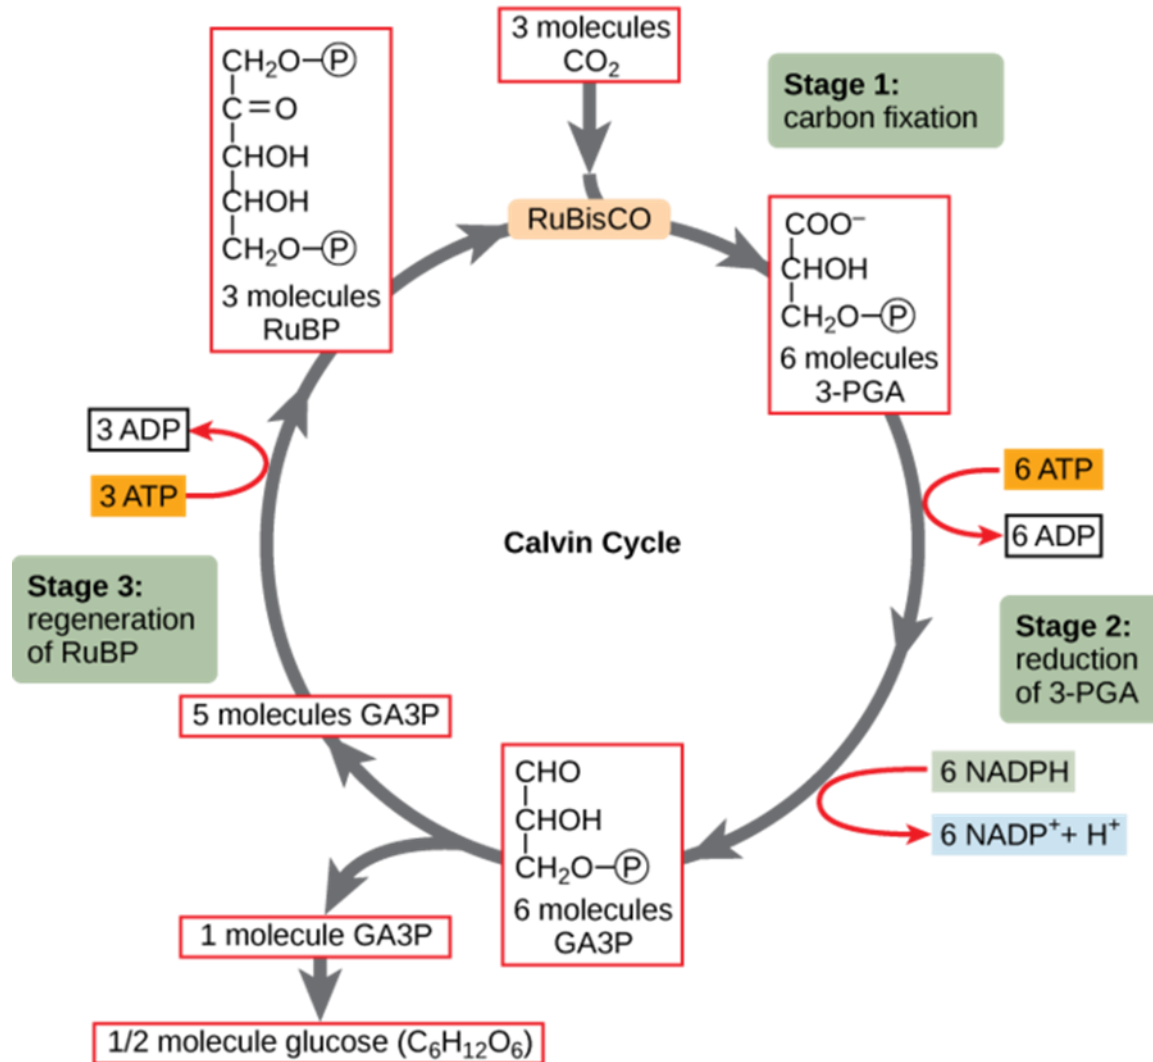 3 molecules
CO₂
Stage 1:
carbon fixation
CH₂O–Ⓟ
C=O
CHOH
CHOH
CH₂O–Ⓟ
3 molecules
RuBP
RuBisCO
COO⁻
CHOH
CH₂O–Ⓟ
6 molecules
3-PGA
3 ADP
3 ATP
6 ATP
6 ADP
Calvin Cycle
Stage 3:
regeneration
of RuBP
Stage 2:
reduction
of 3-PGA
5 molecules GA3P
CHO
CHOH
CH₂O–Ⓟ
6 molecules
GA3P
6 NADPH
6 NADP⁺+ H⁺
1 molecule GA3P
1/2 molecule glucose (C₆H₁₂O₆)